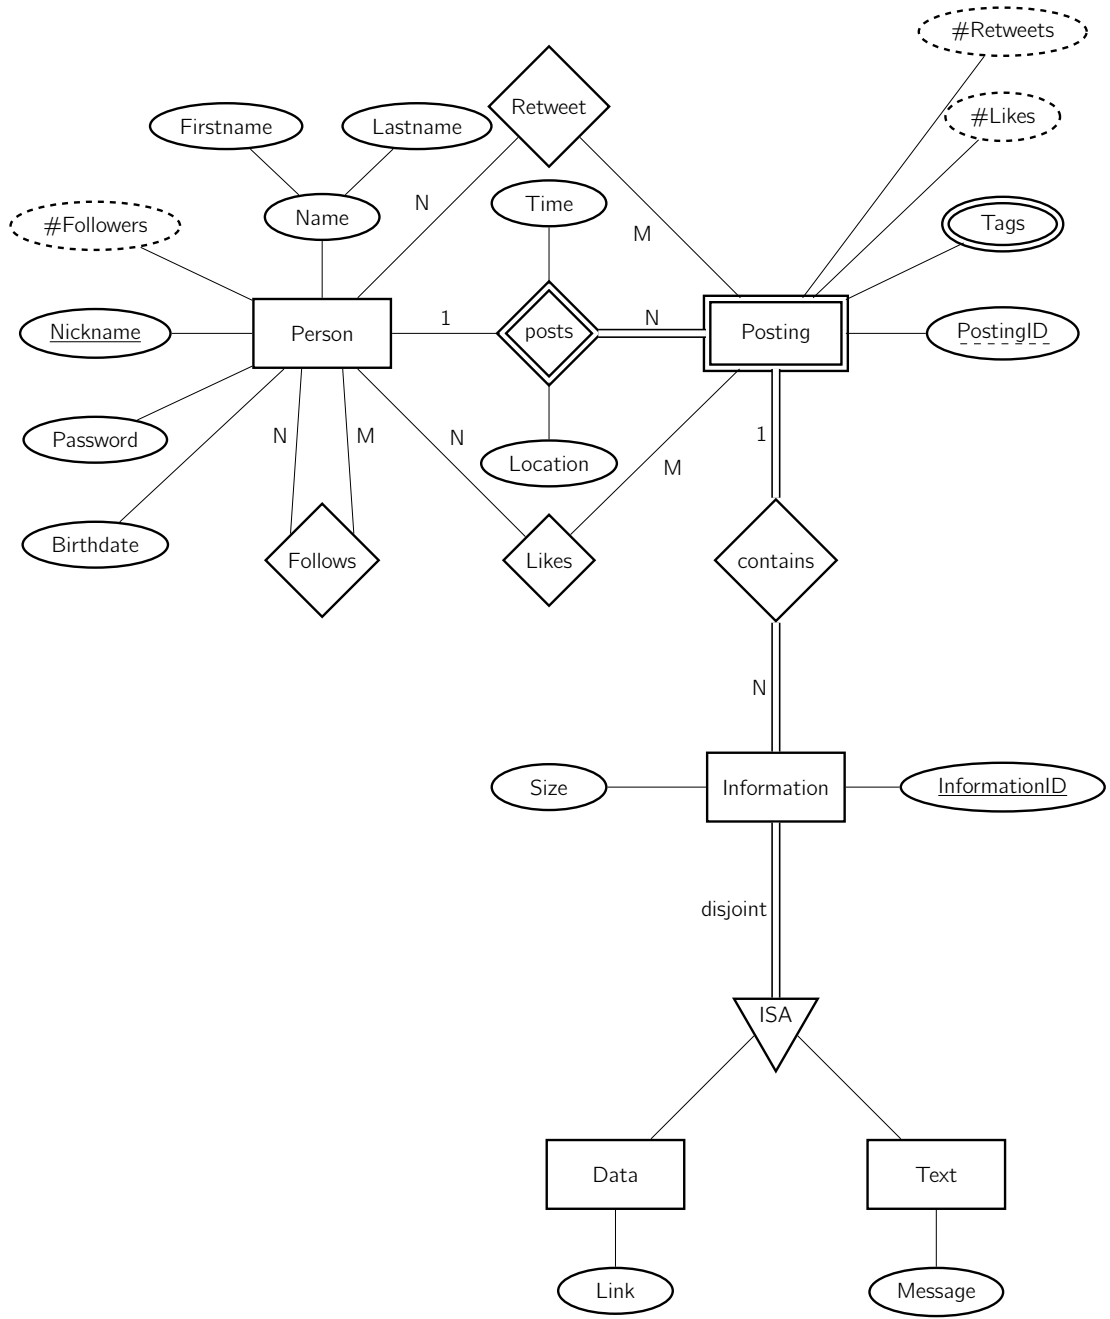 #Retweets
Retweet
#Likes
Firstname
Lastname
Time
N
Name
#Followers
M
Tags
1
N
Nickname
Person
posts
Posting
PostingID
Password
N
M
N
1
Location
M
Birthdate
Follows
Likes
contains
N
Size
Information
InformationID
disjoint
ISA
Data
Text
Link
Message